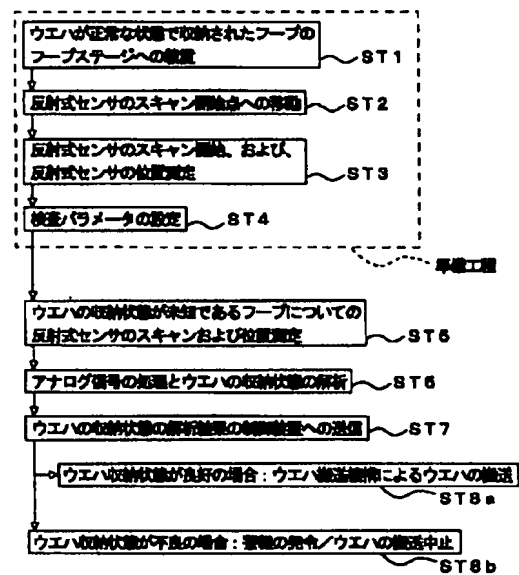 ウエハが正常な状態で収納されたフープの
フープステージへの載置
ST1
反射式センサのスキャン開始点への移動
ST2
反射式センサのスキャン開始、および、
反射式センサの位置測定
ST3
検査パラメータの設定
ST4
準備工程
ウエハの収納状態が未知であるフープについての
反射式センサのスキャンおよび位置測定
ST5
アナログ信号の処理とウエハの収納状態の解析
ST6
ウエハの収納状態の解析結果の制御装置への送信
ST7
ウエハ収納状態が良好の場合:ウエハ搬送機構によるウエハの搬送
ST8a
ウエハ収納状態が不良の場合:警報の発令/ウエハの搬送中止
ST8b